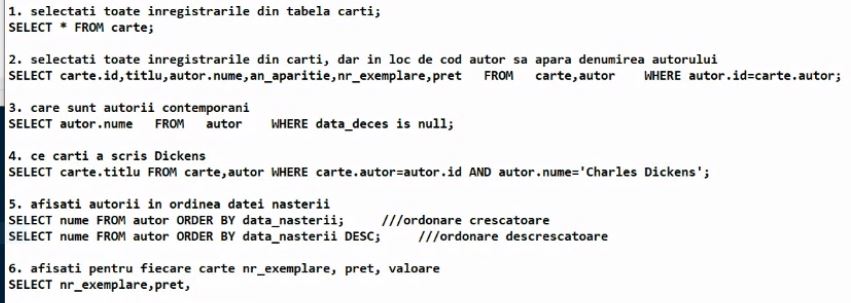 1. selectati toate inregistrarile din tabela carti;
SELECT * FROM carte;
2. selectati toate inregistrarile din carti, dar in loc de cod autor sa apara denumirea autorului
SELECT carte.id,titlu,autor.nume,an_aparitie,nr_exemplare,pret FROM carte,autor WHERE autor.id=carte.autor;
3. care sunt autorii contemporani
SELECT autor.nume FROM autor WHERE data_deces is null;
4. ce carti a scris Dickens
SELECT carte.titlu FROM carte,autor WHERE carte.autor=autor.id AND autor.nume='Charles Dickens';
5. afisati autorii in ordinea datei nasterii
SELECT nume FROM autor ORDER BY data_nasterii; ///ordonare crescatoare
SELECT nume FROM autor ORDER BY data_nasterii DESC; ///ordonare descrescatoare
6. afisati pentru fiecare carte nr_exemplare, pret, valoare
SELECT nr_exemplare,pret,